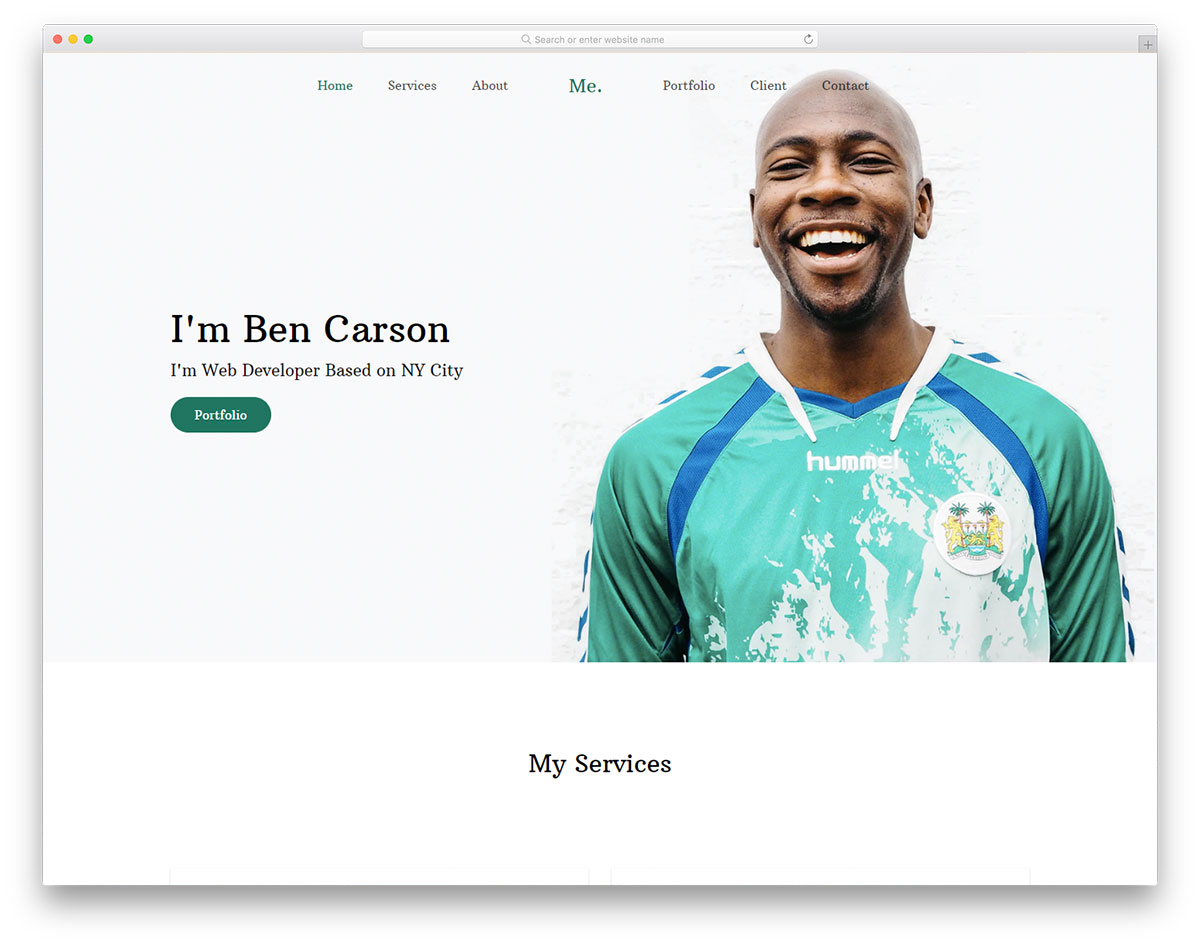 Search or enter website name
Home Services About Me. Portfolio Client Contact
I'm Ben Carson
I'm Web Developer Based on NY City
Portfolio
hummel
My Services